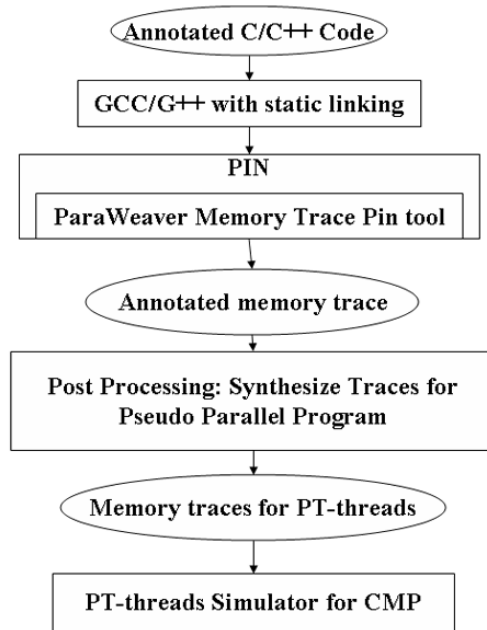 Annotated C/C++ Code
GCC/G++ with static linking
PIN
ParaWeaver Memory Trace Pin tool
Annotated memory trace
Post Processing: Synthesize Traces for
Pseudo Parallel Program
Memory traces for PT-threads
PT-threads Simulator for CMP